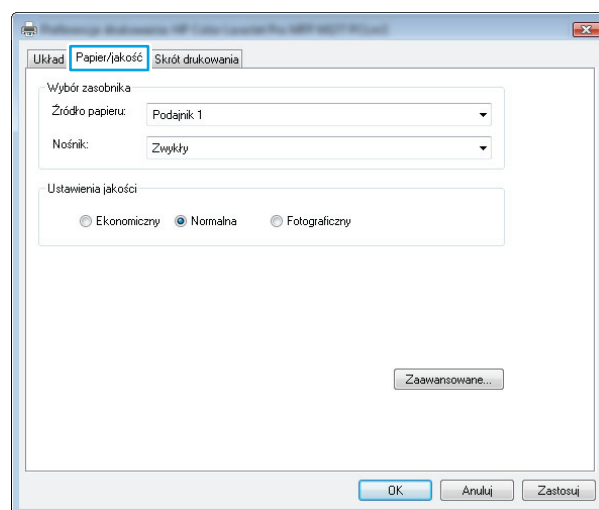 Układ Papier/jakość Skrót drukowania
Wybór zasobnika
Źródło papieru: Podajnik 1
Nośnik: Zwykły
Ustawienia jakości
Ekonomiczny Normalna Fotograficzny
Zaawansowane...
OK Anuluj Zastosuj